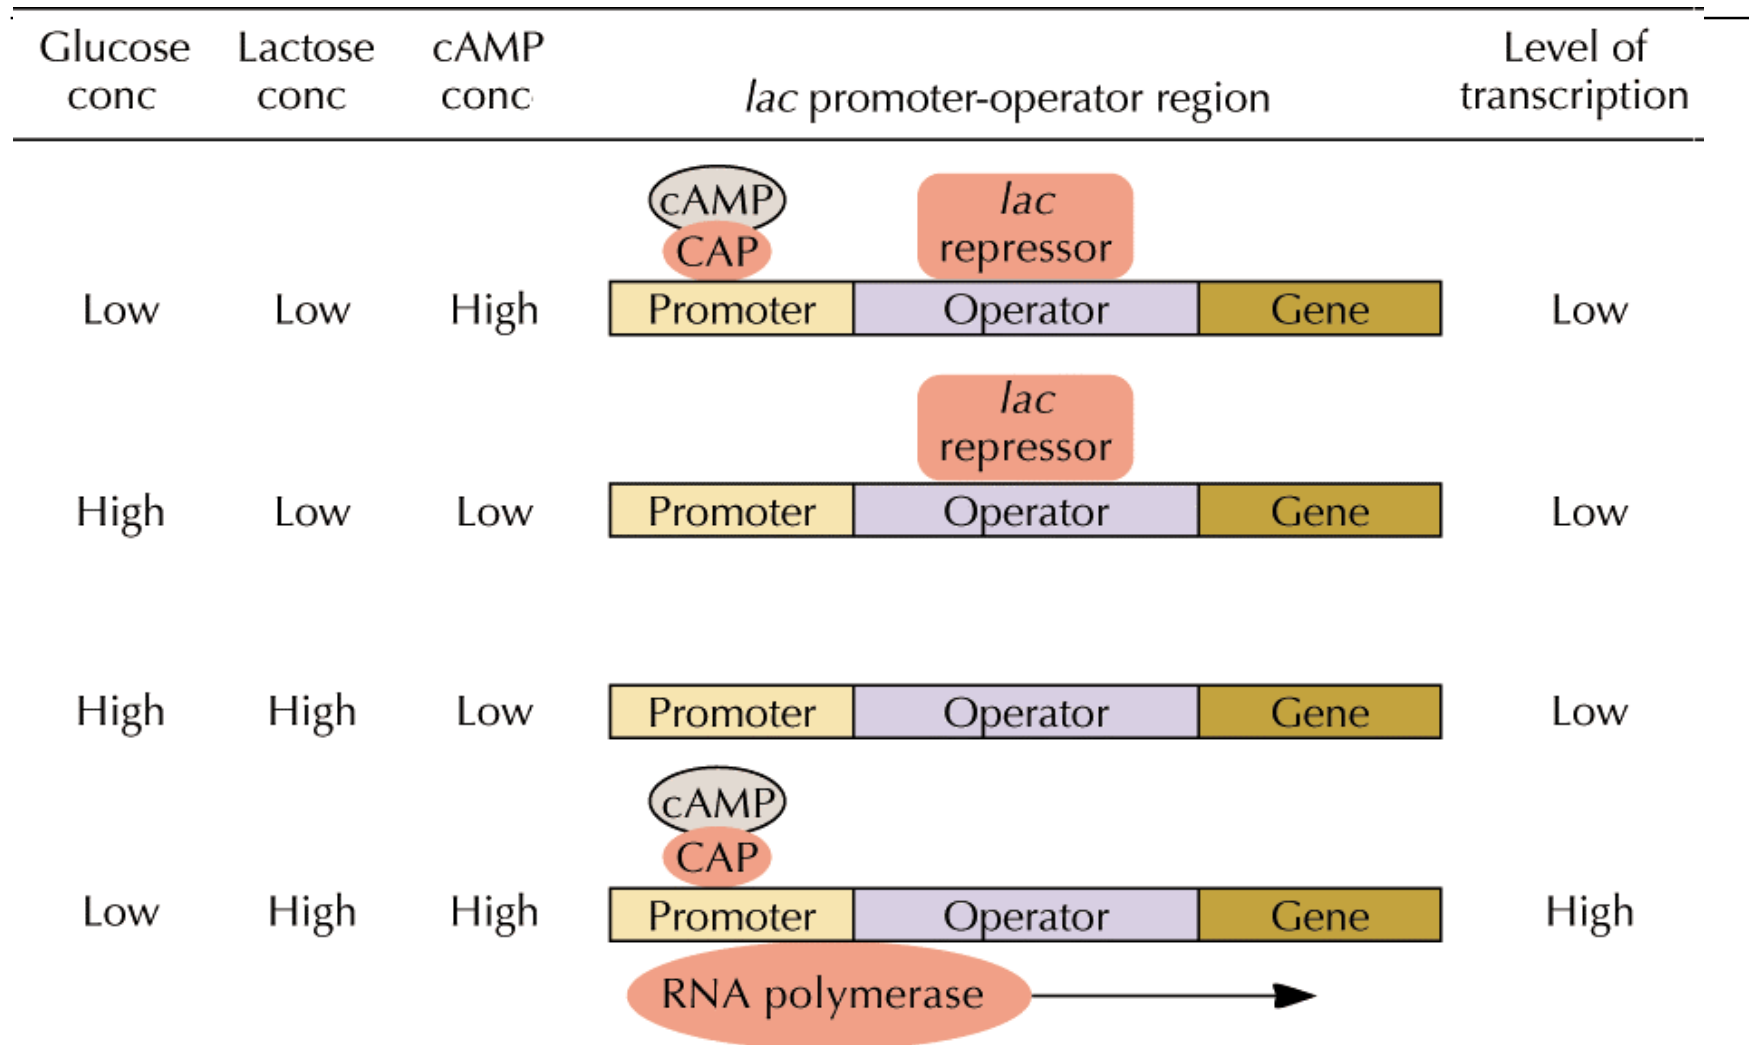 Glucose conc
Lactose conc
cAMP conc
lac promoter-operator region
Level of transcription
cAMP
CAP
lac repressor
Low Low High Promoter Operator Gene Low
lac repressor
High Low Low Promoter Operator Gene Low
High High Low Promoter Operator Gene Low
cAMP
CAP
Low High High Promoter Operator Gene High
RNA polymerase